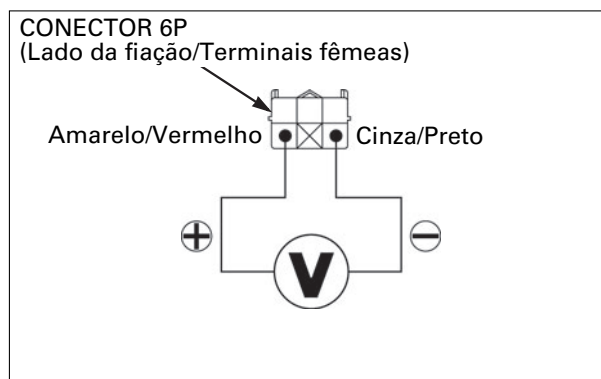 CONECTOR 6P
(Lado da fiação/Terminais fêmeas)
Amarelo/Vermelho
Cinza/Preto
+
−
V